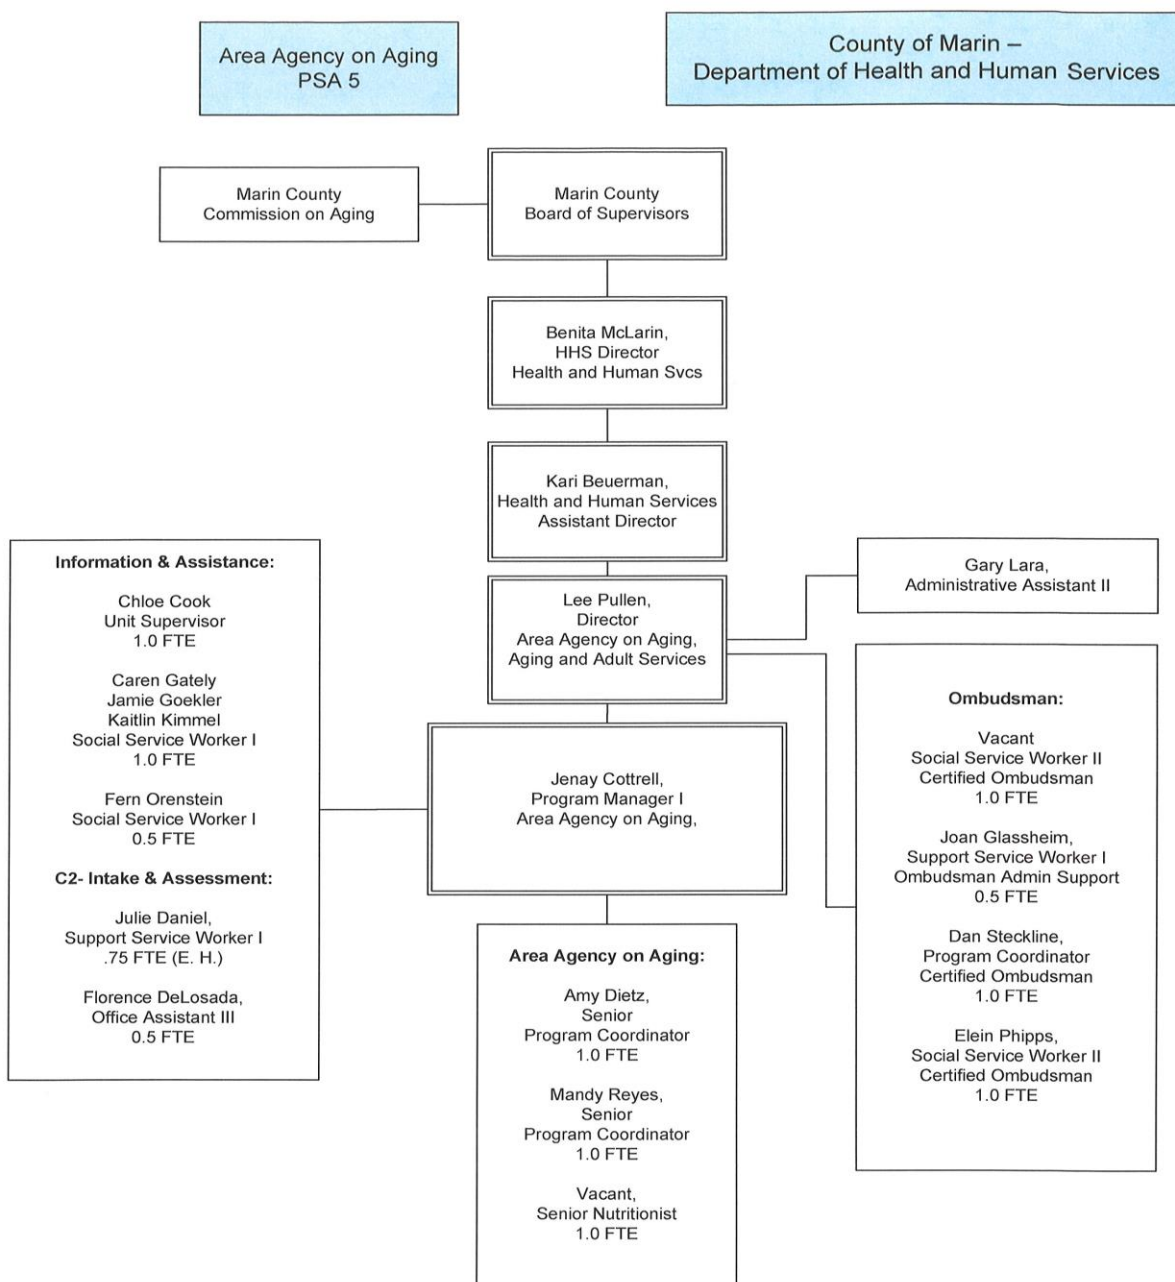 Area Agency on Aging
PSA 5
County of Marin –
Department of Health and Human Services
Marin County
Commission on Aging
Marin County
Board of Supervisors
Benita McLarin,
HHS Director
Health and Human Svcs
Kari Beuerman,
Health and Human Services
Assistant Director
Lee Pullen,
Director
Area Agency on Aging,
Aging and Adult Services
Gary Lara,
Administrative Assistant II
Information & Assistance:
Chloe Cook
Unit Supervisor
1.0 FTE
Caren Gately
Jamie Goekler
Kaitlin Kimmel
Social Service Worker I
1.0 FTE
Fern Orenstein
Social Service Worker I
0.5 FTE
C2- Intake & Assessment:
Julie Daniel,
Support Service Worker I
.75 FTE (E. H.)
Florence DeLosada,
Office Assistant III
0.5 FTE
Jenay Cottrell,
Program Manager I
Area Agency on Aging,
Ombudsman:
Vacant
Social Service Worker II
Certified Ombudsman
1.0 FTE
Joan Glassheim,
Support Service Worker I
Ombudsman Admin Support
0.5 FTE
Dan Steckline,
Program Coordinator
Certified Ombudsman
1.0 FTE
Elein Phipps,
Social Service Worker II
Certified Ombudsman
1.0 FTE
Area Agency on Aging:
Amy Dietz,
Senior
Program Coordinator
1.0 FTE
Mandy Reyes,
Senior
Program Coordinator
1.0 FTE
Vacant,
Senior Nutritionist
1.0 FTE